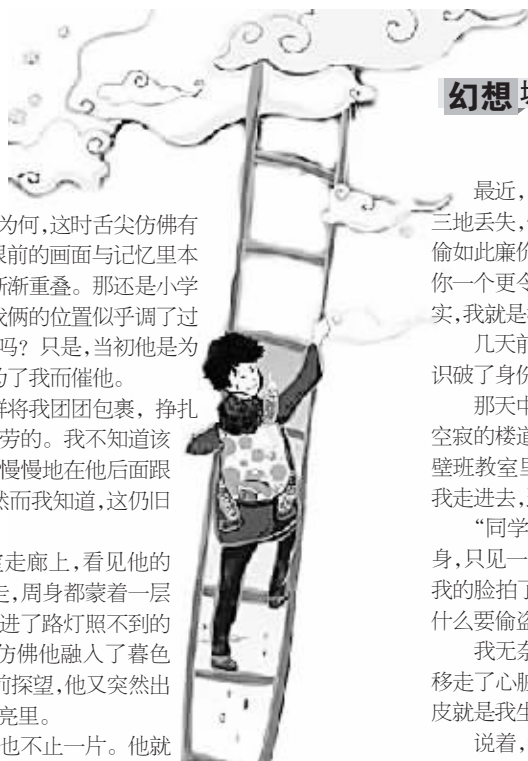 为何,这时舌尖仿佛有
眼前的画面与记忆里本
渐渐重叠。那还是小学
我俩的位置似乎调了过
吗？只是,当初他是为
为了我而催他。
样将我团团包裹，挣扎
劳的。我不知道该
慢慢地在他后面跟
然而我知道,这仍旧
走廊上,看见他的
走,周身都蒙着一层
进了路灯照不到的
仿佛他融入了暮色
前探望,他又突然出
亮里。
也不止一片。他就
幻想
最近,
三地丢失,
偷如此廉价
你一个更令
实,我就是
几天前
识破了身份
那天中
空寂的楼道
壁班教室里
我走进去,
“同学
身,只见一
我的脸拍了
什么要偷盗
我无奈
移走了心脏
皮就是我生
说着,